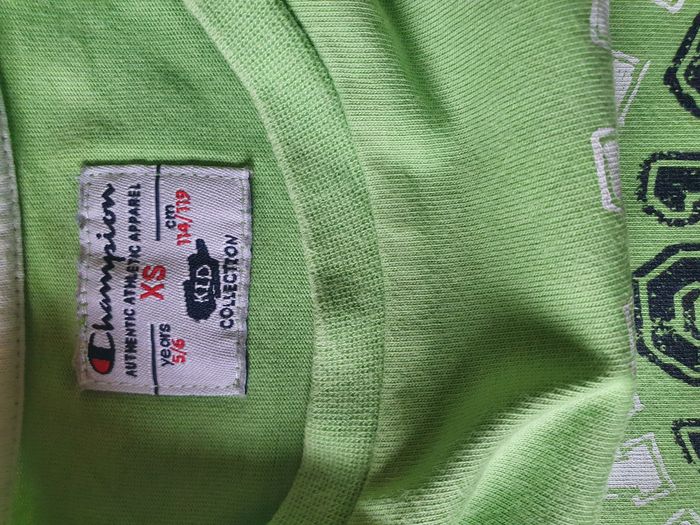 Champion
AUTHENTIC ATHLETIC APPAREL
years XS cm
5/6 114/119
KID
COLLECTION